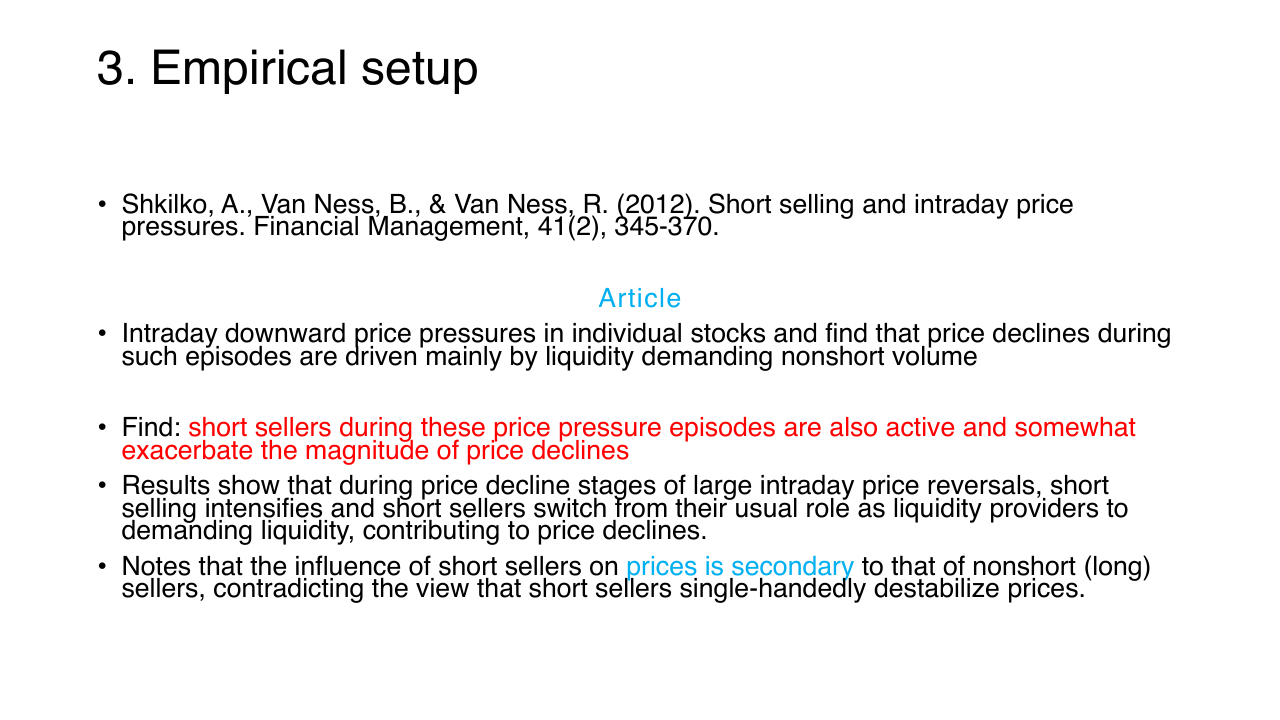 3. Empirical setup
• Shkilko, A., Van Ness, B., & Van Ness, R. (2012). Short selling and intraday price
pressures. Financial Management, 41(2), 345-370.
Article
• Intraday downward price pressures in individual stocks and find that price declines during
such episodes are driven mainly by liquidity demanding nonshort volume
• Find: short sellers during these price pressure episodes are also active and somewhat
exacerbate the magnitude of price declines
• Results show that during price decline stages of large intraday price reversals, short
selling intensifies and short sellers switch from their usual role as liquidity providers to
demanding liquidity, contributing to price declines.
• Notes that the influence of short sellers on prices is secondary to that of nonshort (long)
sellers, contradicting the view that short sellers single-handedly destabilize prices.